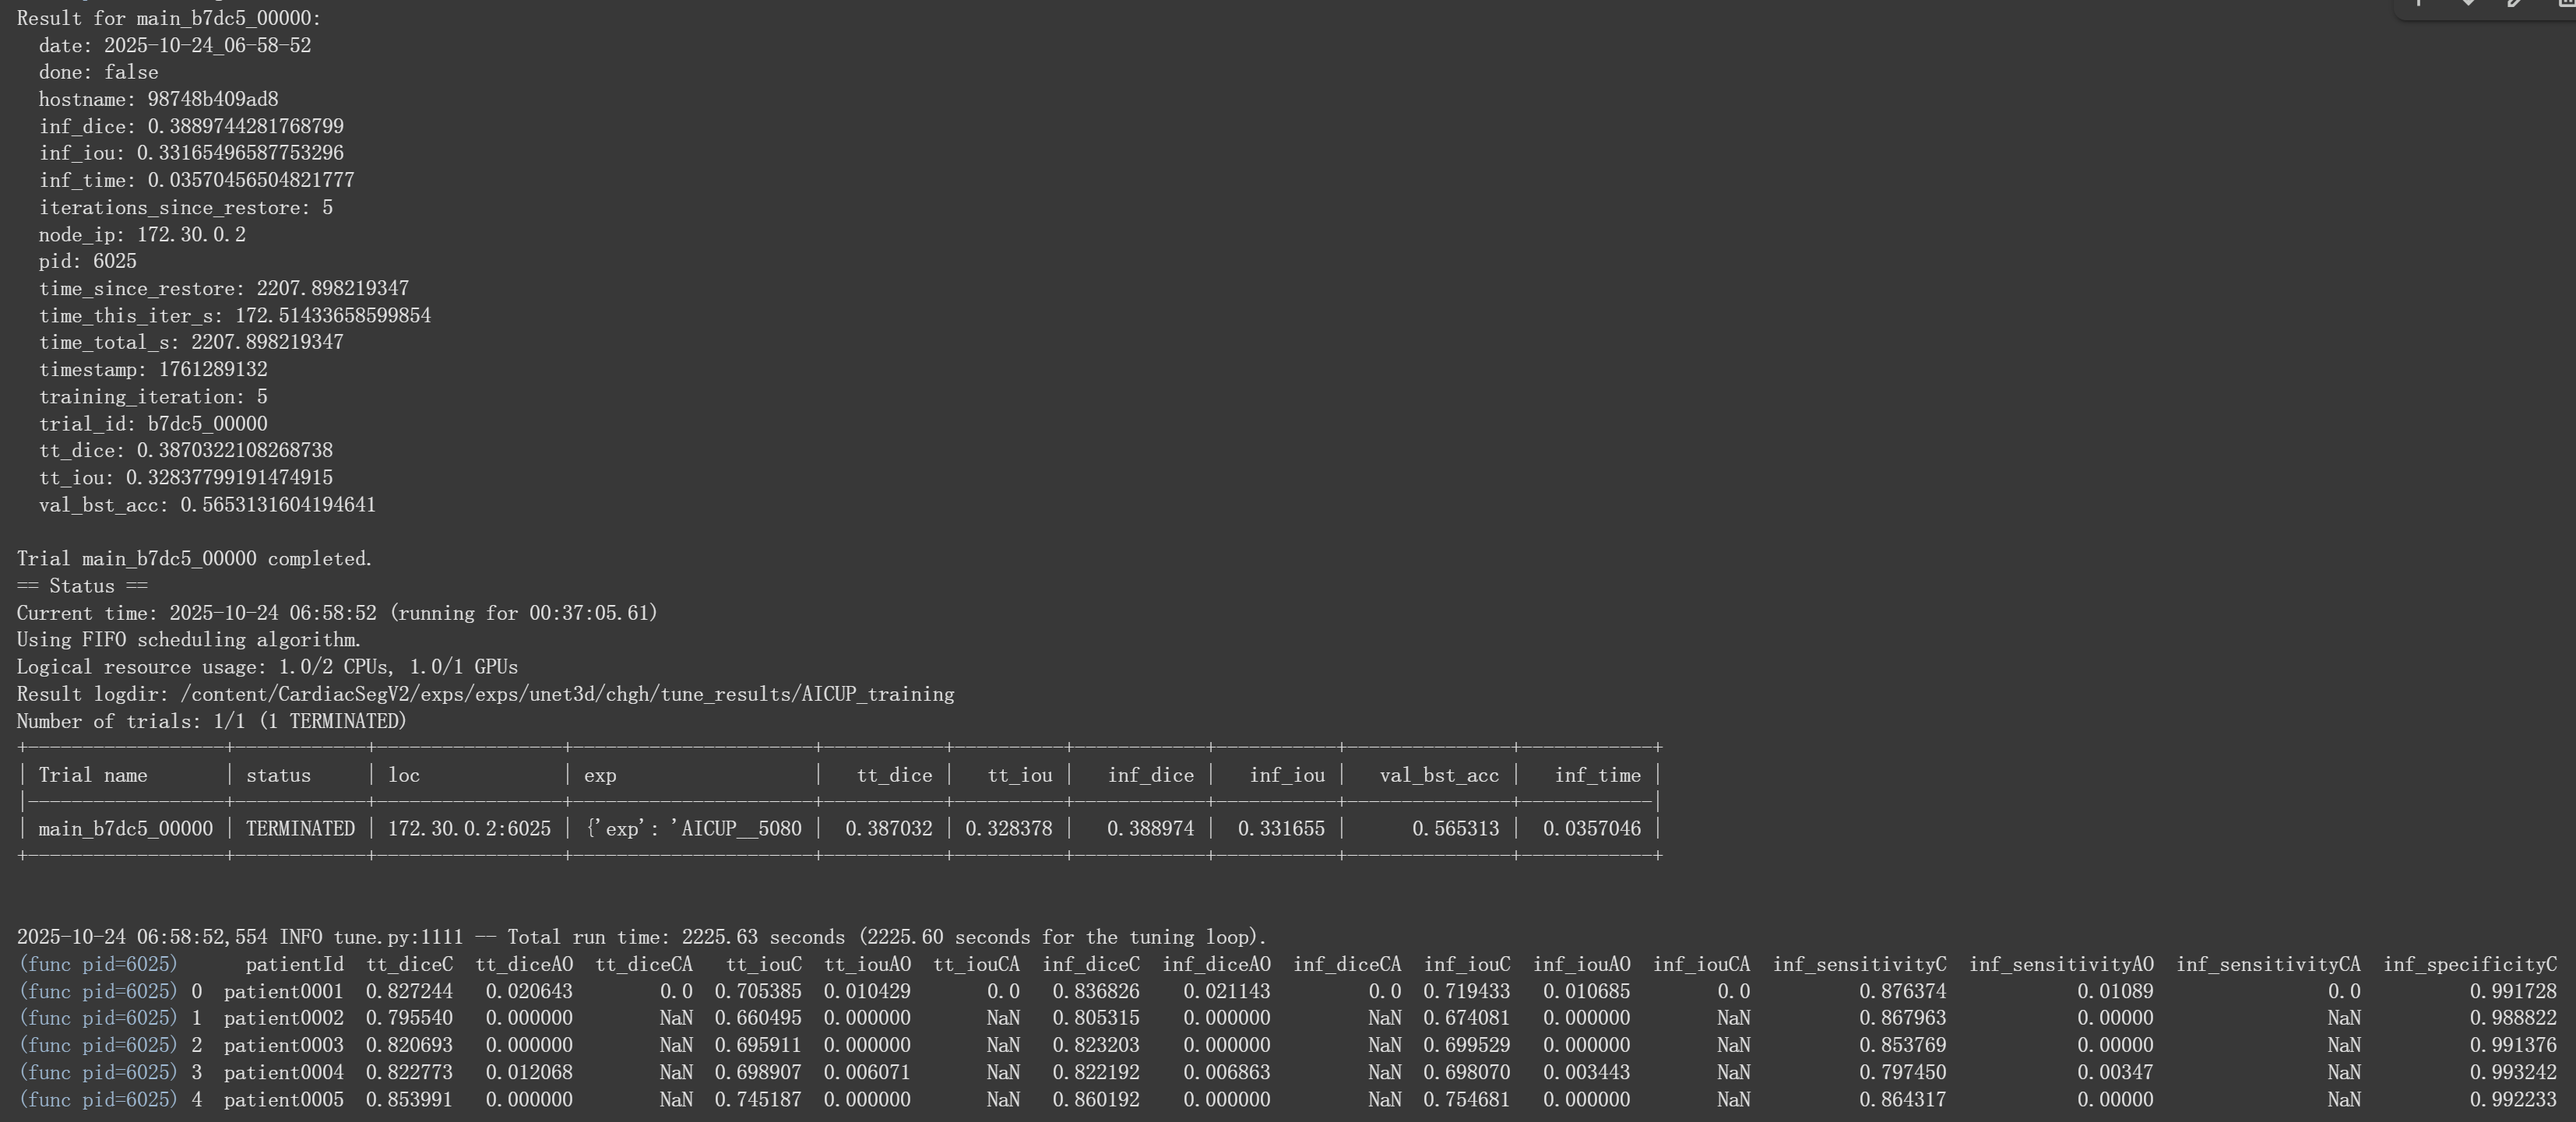 Result for main_b7dc5_00000:
  date: 2025-10-24_06-58-52
  done: false
  hostname: 98748b409ad8
  inf_dice: 0.3889744281768799
  inf_iou: 0.33165496587753296
  inf_time: 0.03570456504821777
  iterations_since_restore: 5
  node_ip: 172.30.0.2
  pid: 6025
  time_since_restore: 2207.898219347
  time_this_iter_s: 172.51433658599854
  time_total_s: 2207.898219347
  timestamp: 1761289132
  training_iteration: 5
  trial_id: b7dc5_00000
  tt_dice: 0.3870322108268738
  tt_iou: 0.32837799191474915
  val_bst_acc: 0.5653131604194641

Trial main_b7dc5_00000 completed.
== Status ==
Current time: 2025-10-24 06:58:52 (running for 00:37:05.61)
Using FIFO scheduling algorithm.
Logical resource usage: 1.0/2 CPUs, 1.0/1 GPUs
Result logdir: /content/CardiacSegV2/exps/exps/unet3d/chgh/tune_results/AICUP_training
Number of trials: 1/1 (1 TERMINATED)
+------------------+------------+-----------------+----------------------+-----------+----------+------------+-----------+---------------+------------+
| Trial name       | status     | loc             | exp                  |   tt_dice |   tt_iou |   inf_dice |   inf_iou |   val_bst_acc |   inf_time |
|------------------+------------+-----------------+----------------------+-----------+----------+------------+-----------+---------------+------------|
| main_b7dc5_00000 | TERMINATED | 172.30.0.2:6025 | {'exp': 'AICUP__5080 |  0.387032 | 0.328378 |   0.388974 |  0.331655 |      0.565313 |  0.0357046 |
+------------------+------------+-----------------+----------------------+-----------+----------+------------+-----------+---------------+------------+

2025-10-24 06:58:52,554 INFO tune.py:1111 -- Total run time: 2225.63 seconds (2225.60 seconds for the tuning loop).
(func pid=6025)      patientId  tt_diceC  tt_diceAO  tt_diceCA   tt_iouC  tt_iouAO  tt_iouCA  inf_diceC  inf_diceAO  inf_diceCA  inf_iouC  inf_iouAO  inf_iouCA  inf_sensitivityC  inf_sensitivityAO  inf_sensitivityCA  inf_specificityC
(func pid=6025) 0  patient0001  0.827244   0.020643        0.0  0.705385  0.010429       0.0   0.836826    0.021143         0.0  0.719433   0.010685        0.0          0.876374            0.01089                0.0          0.991728
(func pid=6025) 1  patient0002  0.795540   0.000000        NaN  0.660495  0.000000       NaN   0.805315    0.000000         NaN  0.674081   0.000000        NaN          0.867963            0.00000                NaN          0.988822
(func pid=6025) 2  patient0003  0.820693   0.000000        NaN  0.695911  0.000000       NaN   0.823203    0.000000         NaN  0.699529   0.000000        NaN          0.853769            0.00000                NaN          0.991376
(func pid=6025) 3  patient0004  0.822773   0.012068        NaN  0.698907  0.006071       NaN   0.822192    0.006863         NaN  0.698070   0.003443        NaN          0.797450            0.00347                NaN          0.993242
(func pid=6025) 4  patient0005  0.853991   0.000000        NaN  0.745187  0.000000       NaN   0.860192    0.000000         NaN  0.754681   0.000000        NaN          0.864317            0.00000                NaN          0.992233